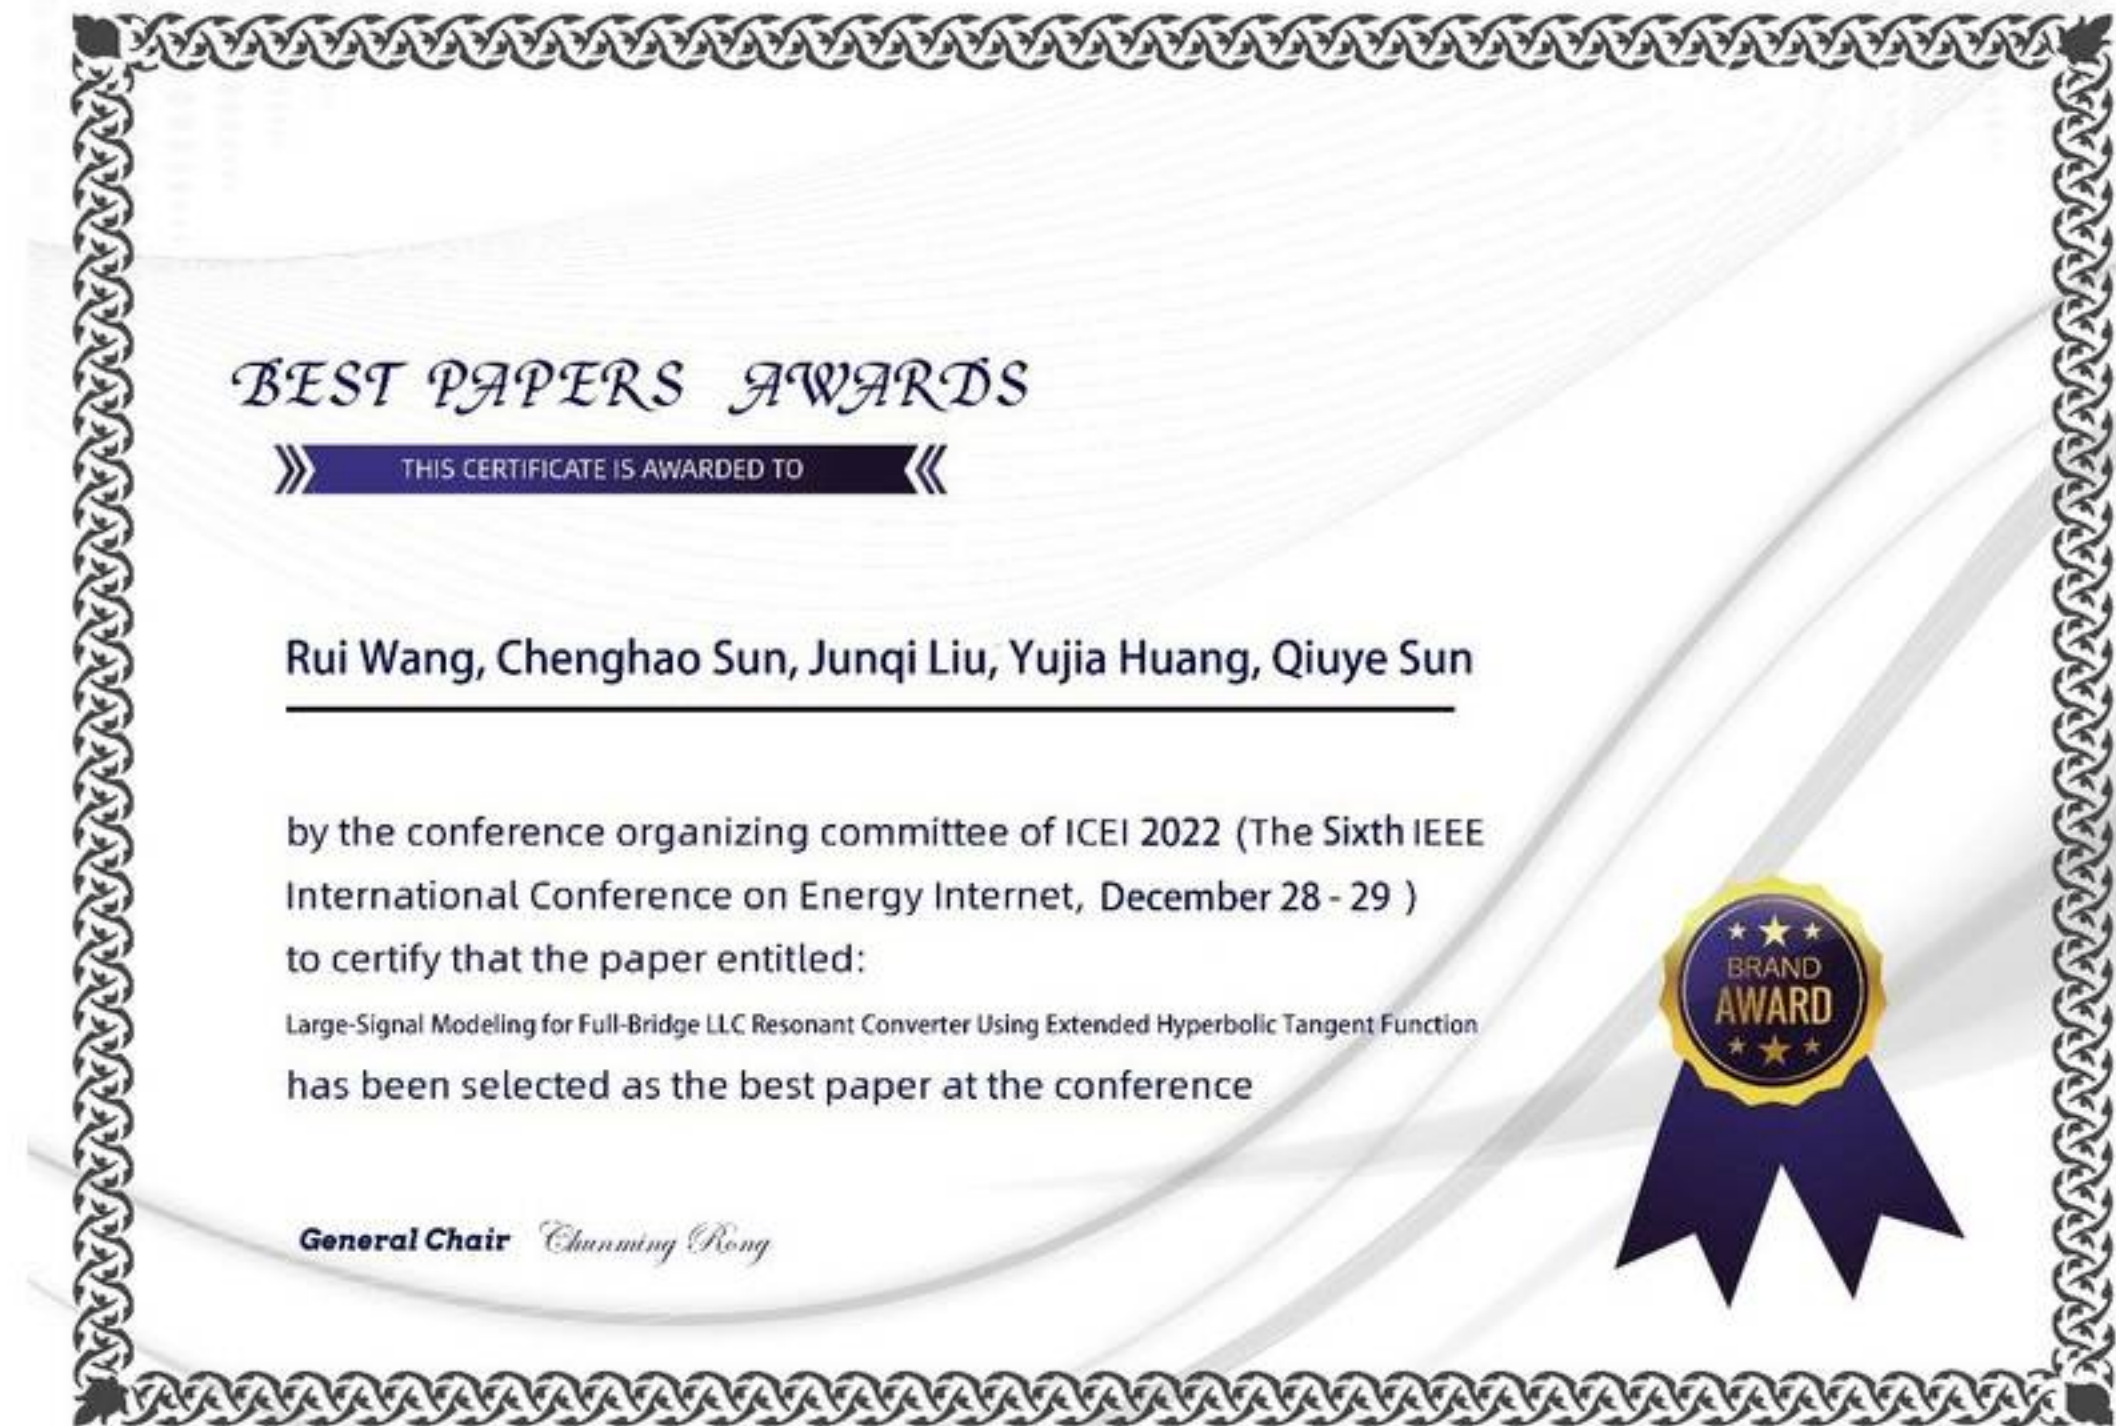 BEST PAPERS AWARDS
THIS CERTIFICATE IS AWARDED TO
Rui Wang, Chenghao Sun, Junqi Liu, Yujia Huang, Qiuye Sun
by the conference organizing committee of ICEI 2022 (The Sixth IEEE
International Conference on Energy Internet, December 28 - 29 )
to certify that the paper entitled:
Large-Signal Modeling for Full-Bridge LLC Resonant Converter Using Extended Hyperbolic Tangent Function
has been selected as the best paper at the conference
General Chair Chunming Rong
BRAND
AWARD